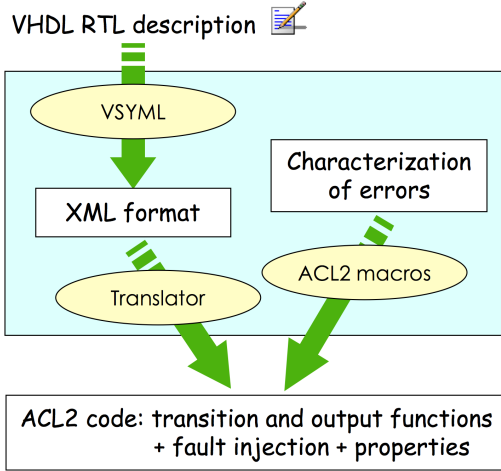 VHDL RTL description
VSYML
Characterization
of errors
XML format
ACL2 macros
Translator
ACL2 code: transition and output functions
+ fault injection + properties